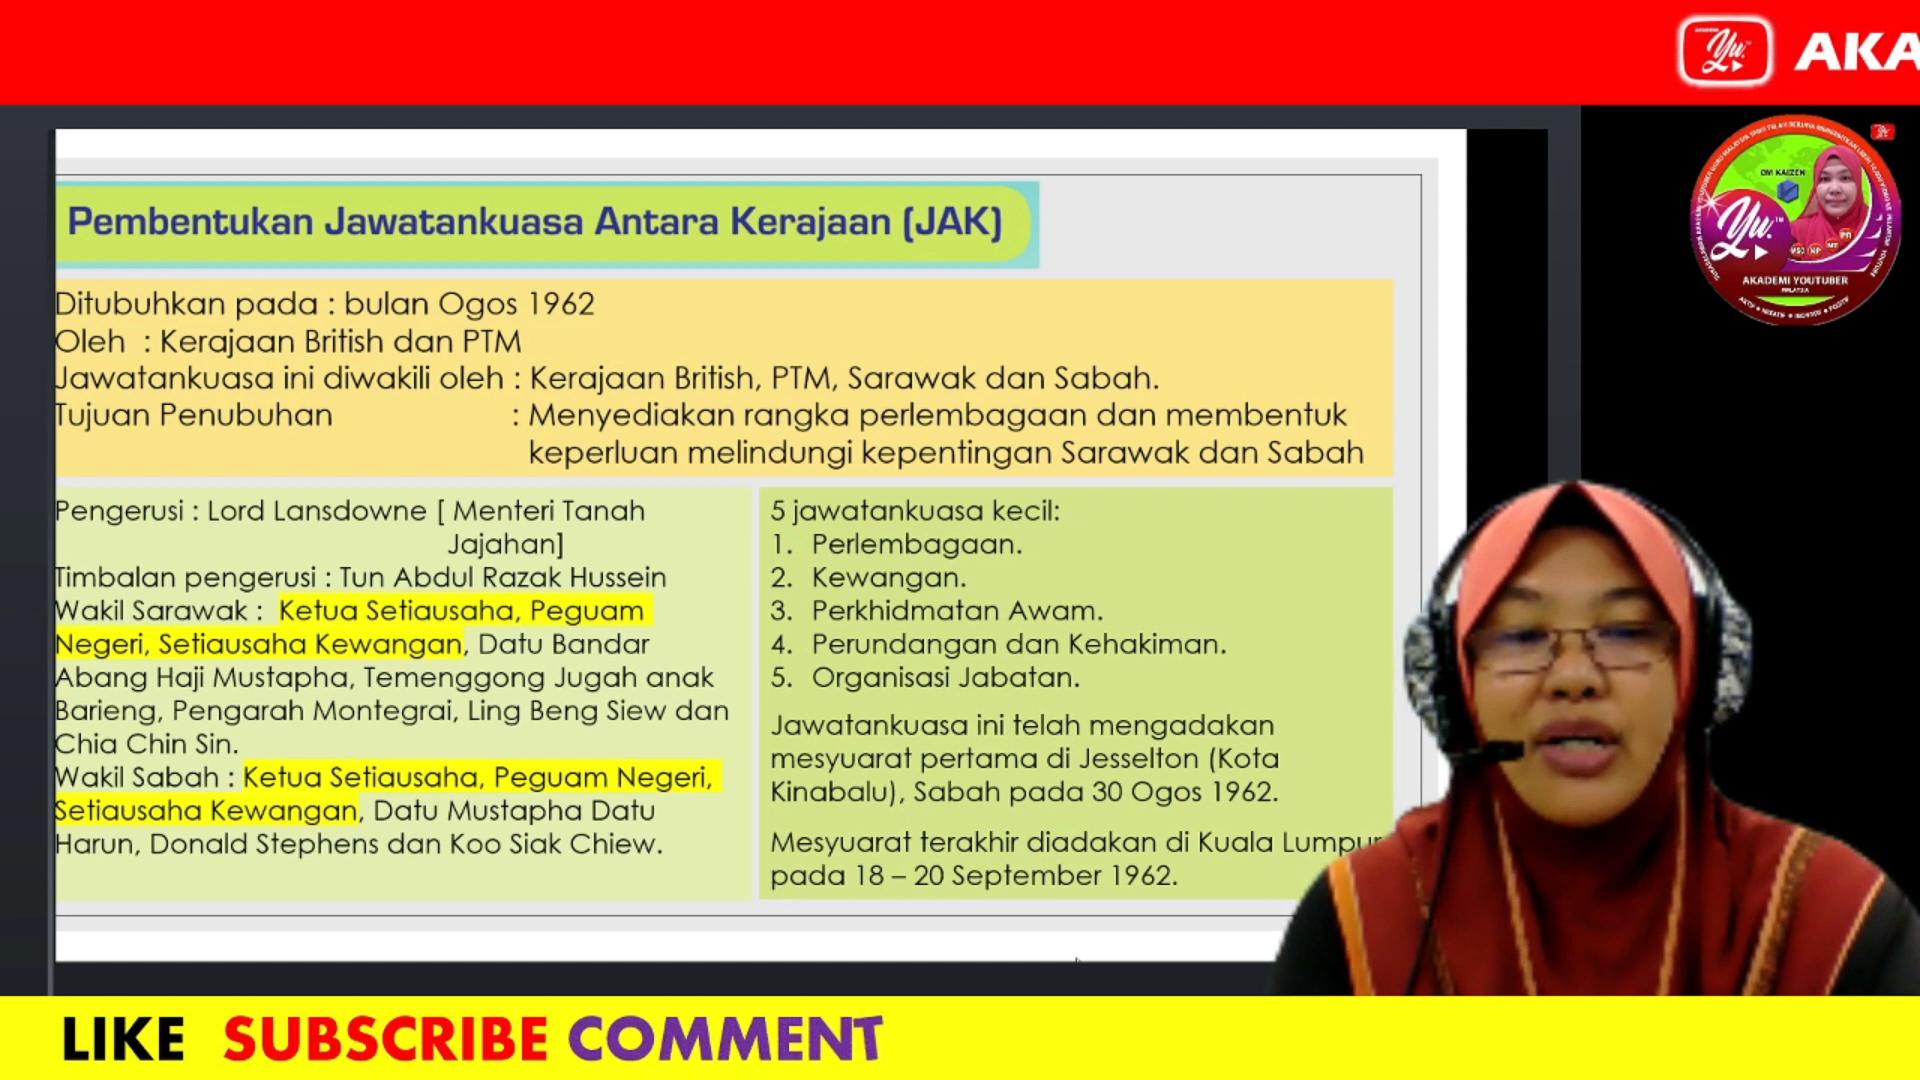 AKA
Pembentukan Jawatankuasa Antara Kerajaan (JAK)
Ditubuhkan pada : bulan Ogos 1962
Oleh : Kerajaan British dan PTM
Jawatankuasa ini diwakili oleh : Kerajaan British, PTM, Sarawak dan Sabah.
Tujuan Penubuhan : Menyediakan rangka perlembagaan dan membentuk
keperluan melindungi kepentingan Sarawak dan Sabah
Pengerusi : Lord Lansdowne [ Menteri Tanah
Jajahan]
Timbalan pengerusi : Tun Abdul Razak Hussein
Wakil Sarawak : Ketua Setiausaha, Peguam
Negeri, Setiausaha Kewangan, Datu Bandar
Abang Haji Mustapha, Temenggong Jugah anak
Barieng, Pengarah Montegrai, Ling Beng Siew dan
Chia Chin Sin.
Wakil Sabah : Ketua Setiausaha, Peguam Negeri,
Setiausaha Kewangan, Datu Mustapha Datu
Harun, Donald Stephens dan Koo Siak Chiew.
5 jawatankuasa kecil:
1. Perlembagaan.
2. Kewangan.
3. Perkhidmatan Awam.
4. Perundangan dan Kehakiman.
5. Organisasi Jabatan.
Jawatankuasa ini telah mengadakan
mesyuarat pertama di Jesselton (Kota
Kinabalu), Sabah pada 30 Ogos 1962.
Mesyuarat terakhir diadakan di Kuala Lumpur
pada 18 – 20 September 1962.
CIM KAIZEN
Yu.
AKADEMI YOUTUBER
MALAYSIA
LIKE SUBSCRIBE COMMENT